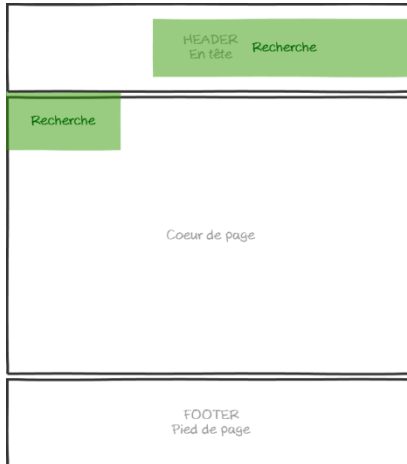 HEADER
En tête
Recherche
Recherche
Coeur de page
FOOTER
Pied de page